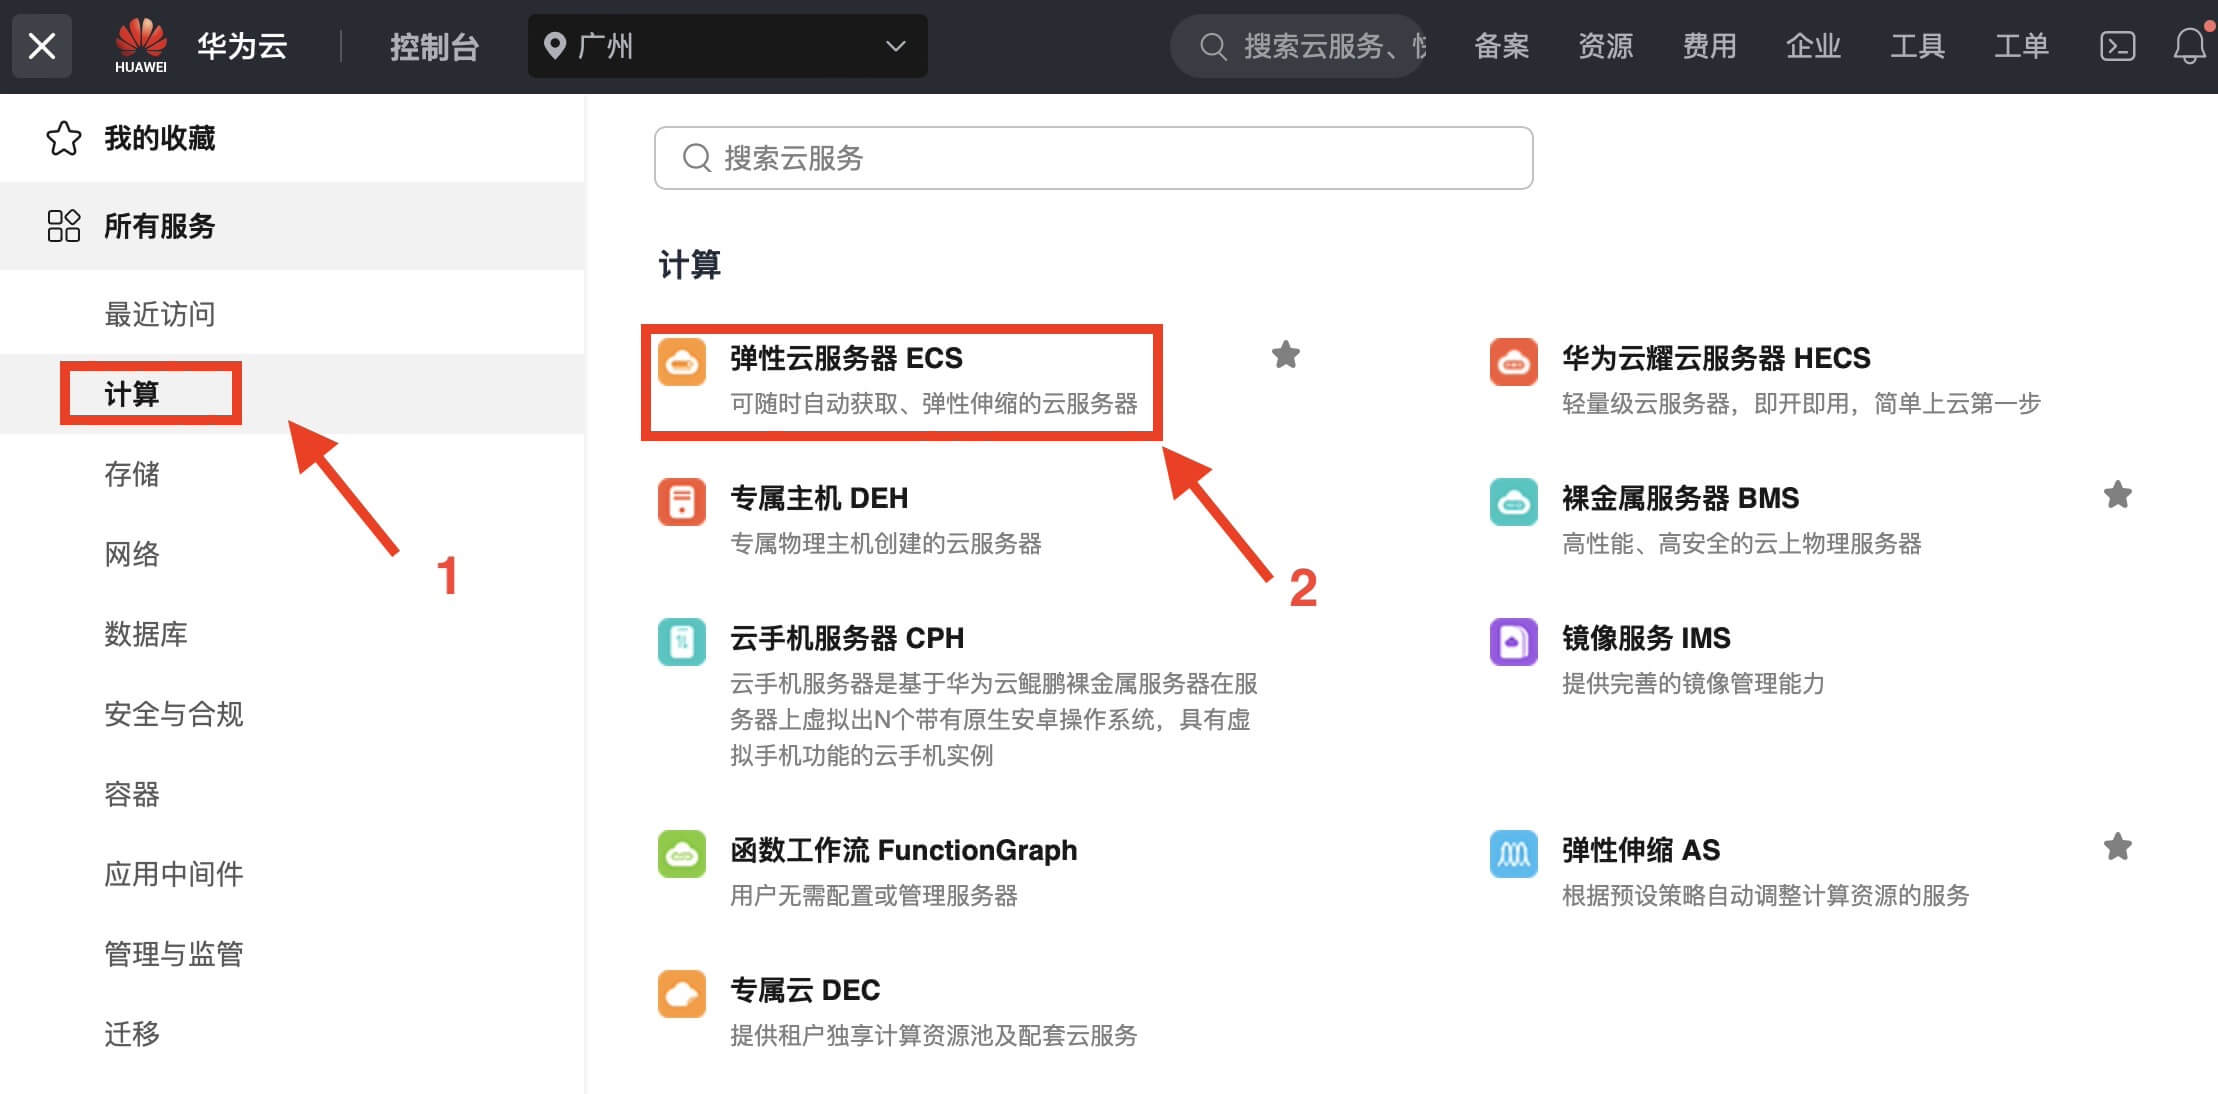 HUAWEI
华为云
控制台
广州
搜索云服务、快
备案
资源
费用
企业
工具
工单
我的收藏
所有服务
最近访问
计算
存储
网络
数据库
安全与合规
容器
应用中间件
管理与监管
迁移
1
搜索云服务
计算
弹性云服务器 ECS
可随时自动获取、弹性伸缩的云服务器
华为云耀云服务器 HECS
轻量级云服务器，即开即用，简单上云第一步
2
专属主机 DEH
专属物理主机创建的云服务器
裸金属服务器 BMS
高性能、高安全的云上物理服务器
云手机服务器 CPH
云手机服务器是基于华为云鲲鹏裸金属服务器在服
务器上虚拟出N个带有原生安卓操作系统，具有虚
拟手机功能的云手机实例
镜像服务 IMS
提供完善的镜像管理能力
函数工作流 FunctionGraph
用户无需配置或管理服务器
弹性伸缩 AS
根据预设策略自动调整计算资源的服务
专属云 DEC
提供租户独享计算资源池及配套云服务